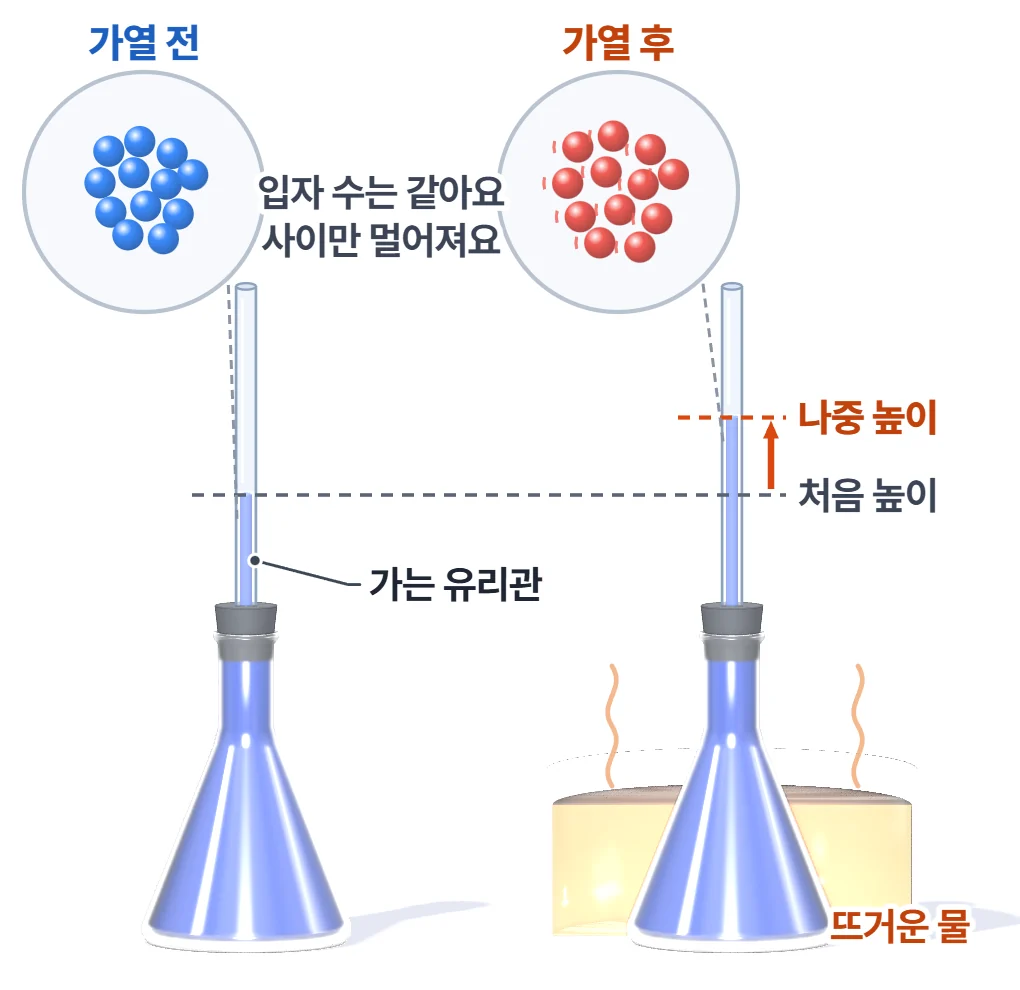 가열 전
가열 후
입자 수는 같아요
사이만 멀어져요
나중 높이
처음 높이
가는 유리관
뜨거운 물